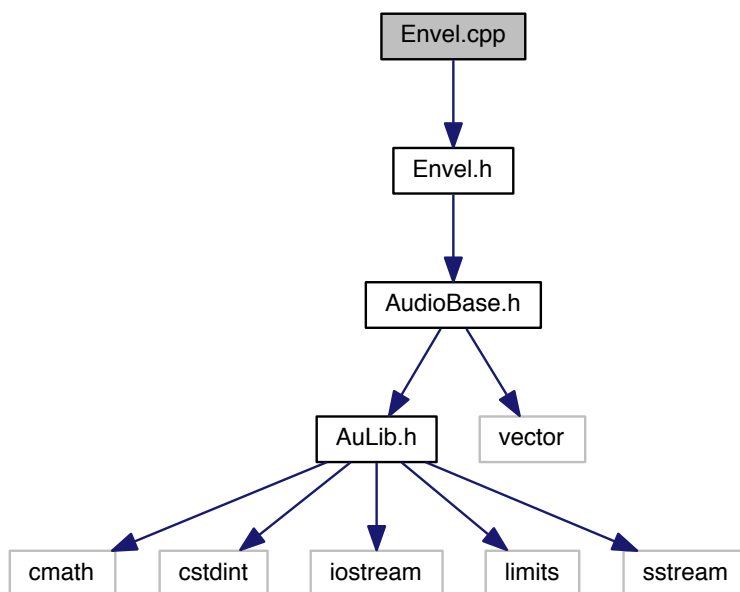 Envel.cpp
Envel.h
AudioBase.h
AuLib.h
vector
cmath
cstdint
iostream
limits
sstream